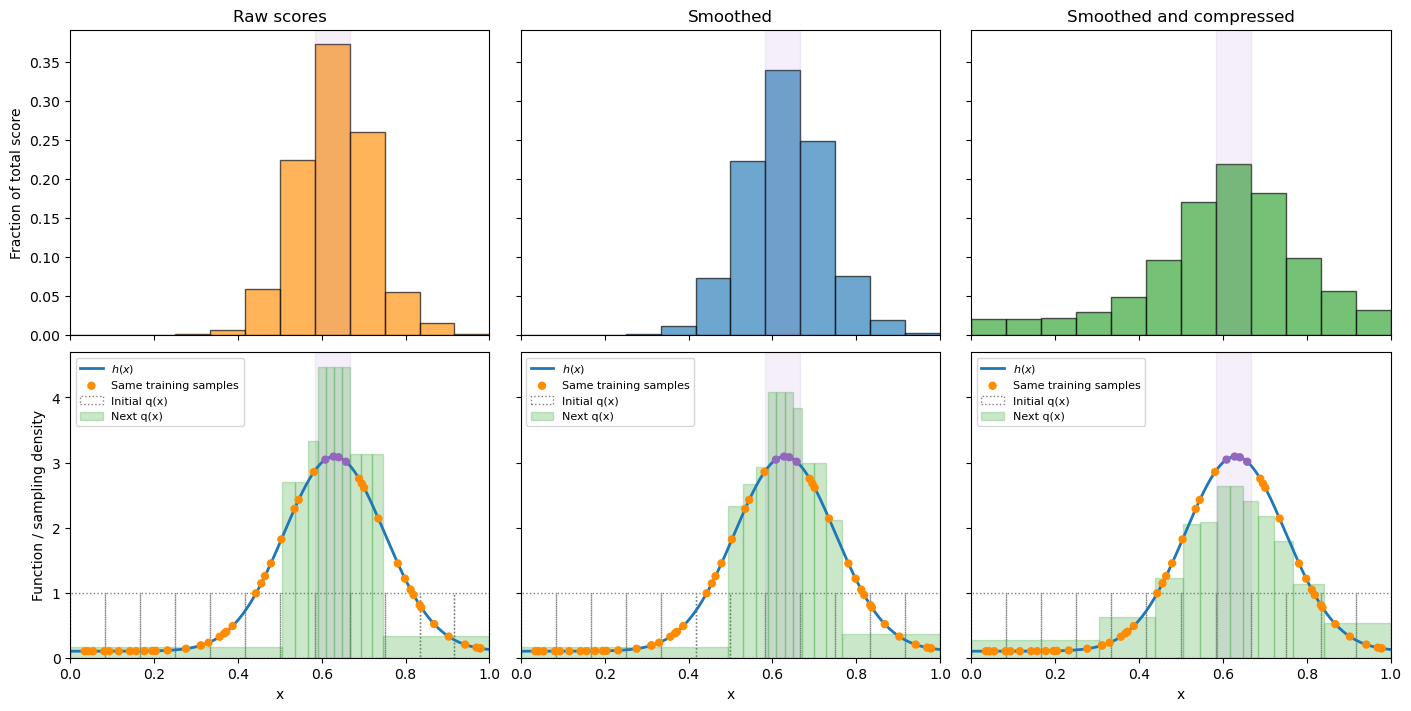 Raw scores
Smoothed
Smoothed and compressed
Fraction of total score
0.35
0.30
0.25
0.20
0.15
0.10
0.05
0.00
Function / sampling density
4
3
2
1
0
h(x)
Same training samples
Initial q(x)
Next q(x)
h(x)
Same training samples
Initial q(x)
Next q(x)
h(x)
Same training samples
Initial q(x)
Next q(x)
0.0 0.2 0.4 0.6 0.8 1.0
0.0 0.2 0.4 0.6 0.8 1.0
0.0 0.2 0.4 0.6 0.8 1.0
x
x
x